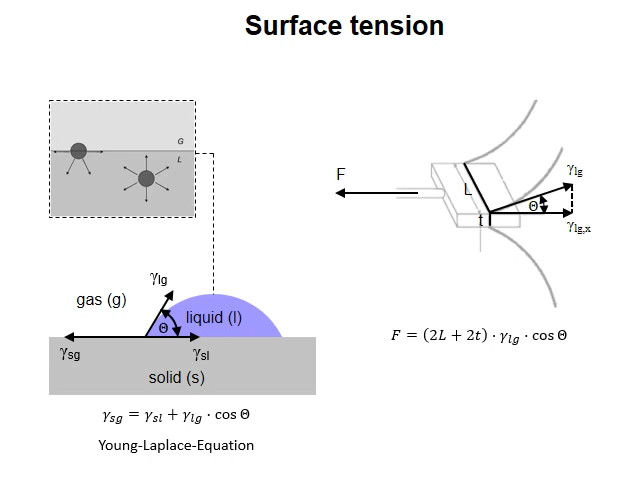 Surface tension
G
L
γlg
gas (g)
liquid (l)
Θ
γsg
γsl
solid (s)
γsg = γsl + γlg · cos Θ
Young-Laplace-Equation
F
L
t
Θ
γlg
γlg,x
F = (2L + 2t) · γlg · cos Θ